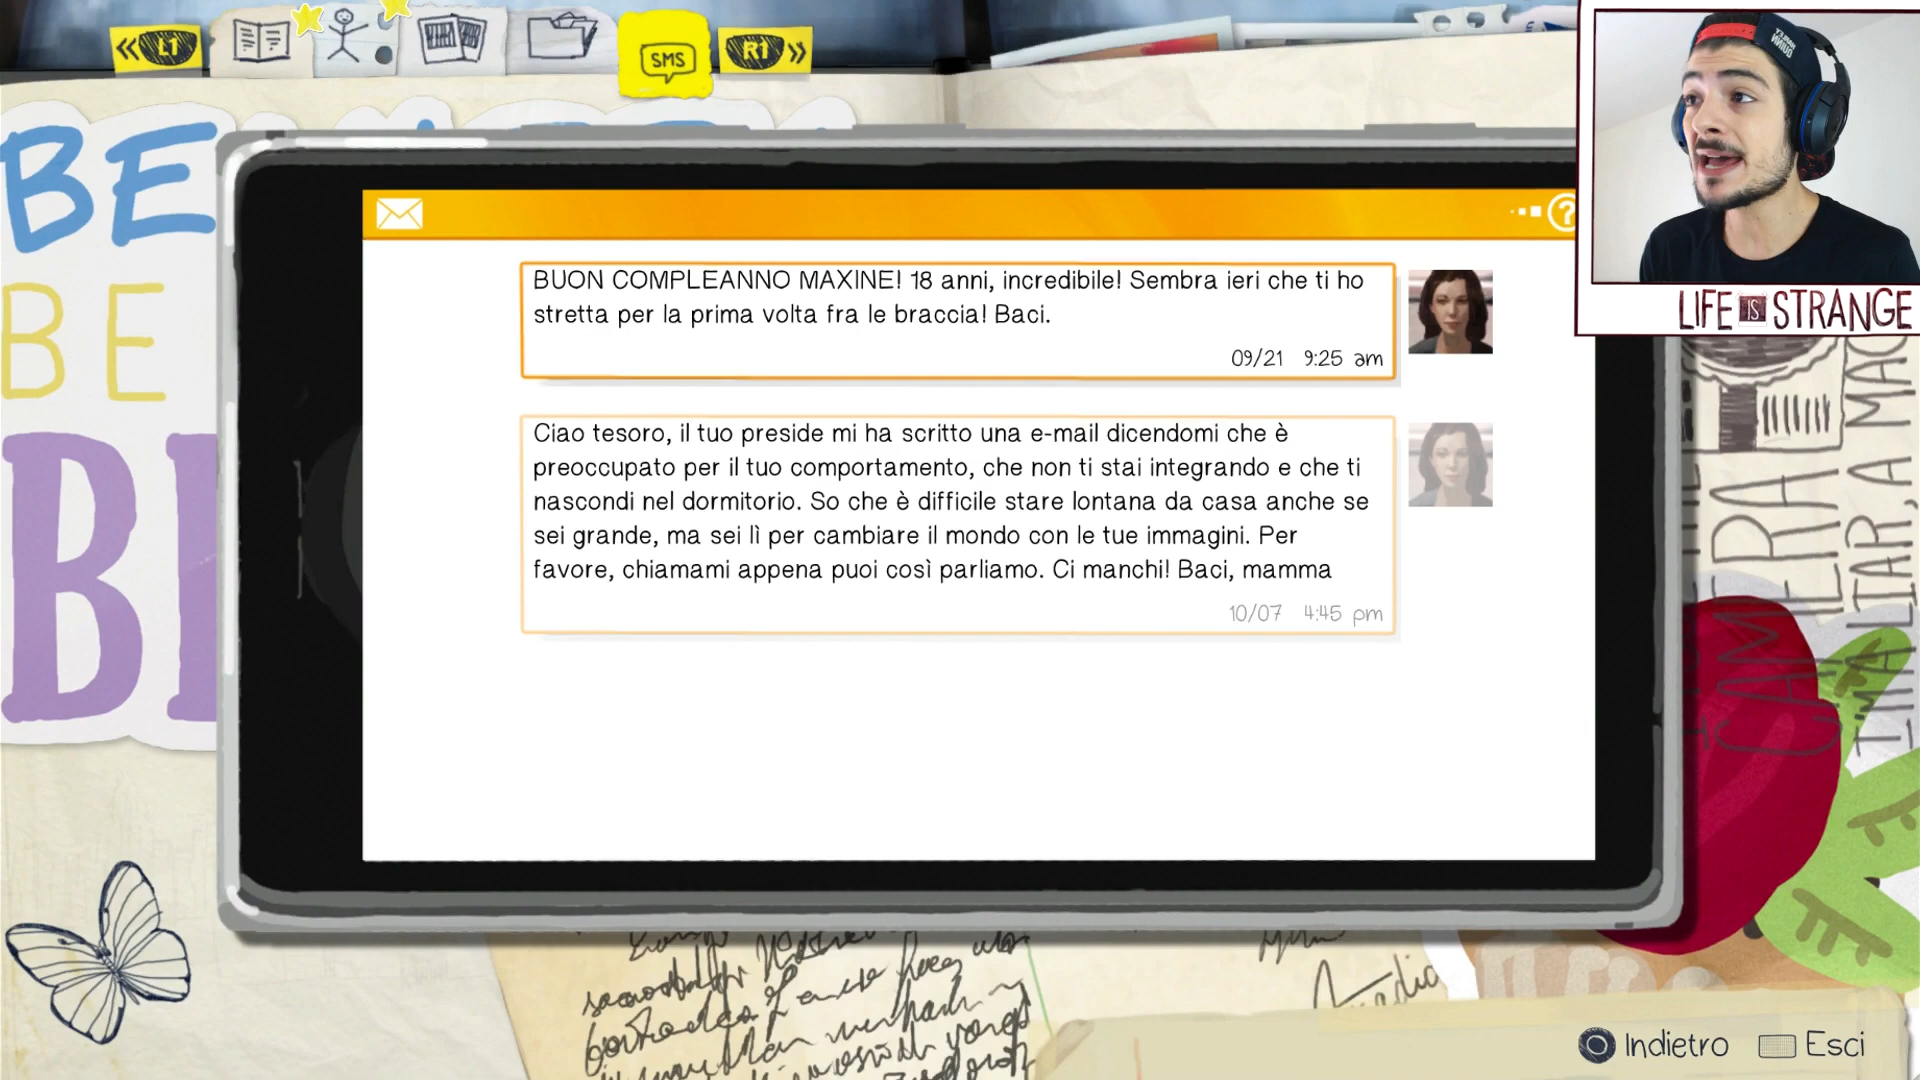 L1
SMS
R1
BE
BE
BE
BUON COMPLEANNO MAXINE! 18 anni, incredibile! Sembra ieri che ti ho
stretta per la prima volta fra le braccia! Baci.
09/21 9:25 am
Ciao tesoro, il tuo preside mi ha scritto una e-mail dicendomi che è
preoccupato per il tuo comportamento, che non ti stai integrando e che ti
nascondi nel dormitorio. So che è difficile stare lontana da casa anche se
sei grande, ma sei lì per cambiare il mondo con le tue immagini. Per
favore, chiamami appena puoi così parliamo. Ci manchi! Baci, mamma
10/07 4:45 pm
LIFE IS STRANGE
CAMERA
LIAR, A MAG
Indietro
Esci